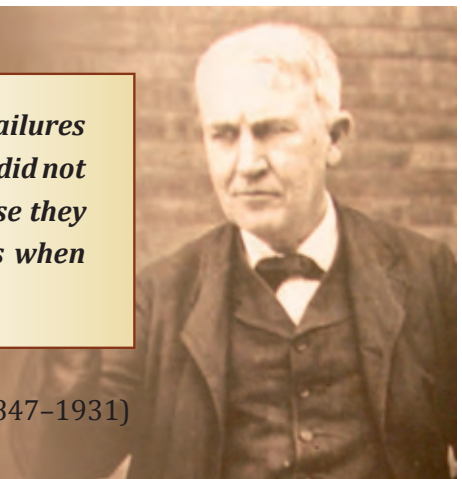 ailures
did not
se they
s when
347–1931)